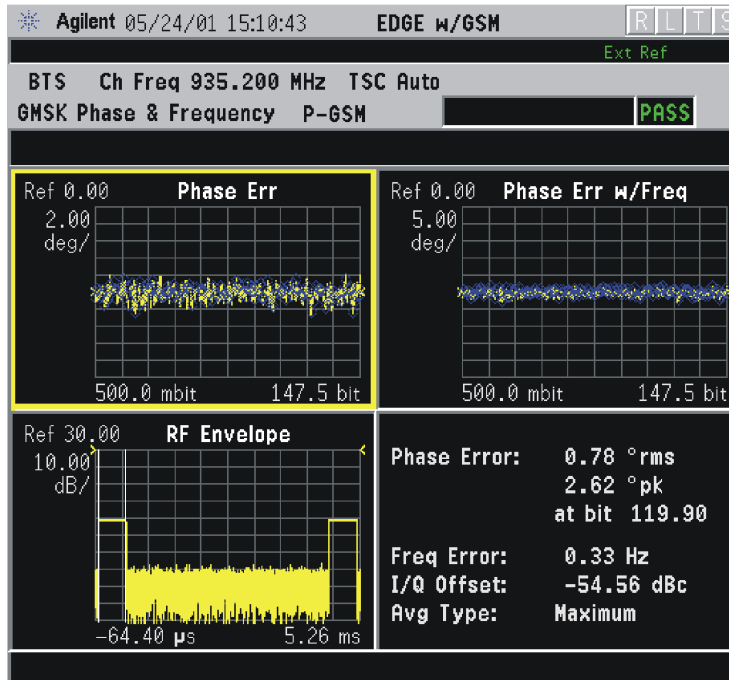 Agilent 05/24/01 15:10:43 EDGE w/GSM R L T S
Ext Ref
BTS Ch Freq 935.200 MHz TSC Auto
GMSK Phase & Frequency P-GSM PASS
Ref 0.00 Phase Err
2.00
deg/
500.0 mbit 147.5 bit
Ref 0.00 Phase Err w/Freq
5.00
deg/
500.0 mbit 147.5 bit
Ref 30.00 RF Envelope
10.00
dB/
-64.40 µs 5.26 ms
Phase Error: 0.78 °rms
2.62 °pk
at bit 119.90
Freq Error: 0.33 Hz
I/Q Offset: -54.56 dBc
Avg Type: Maximum